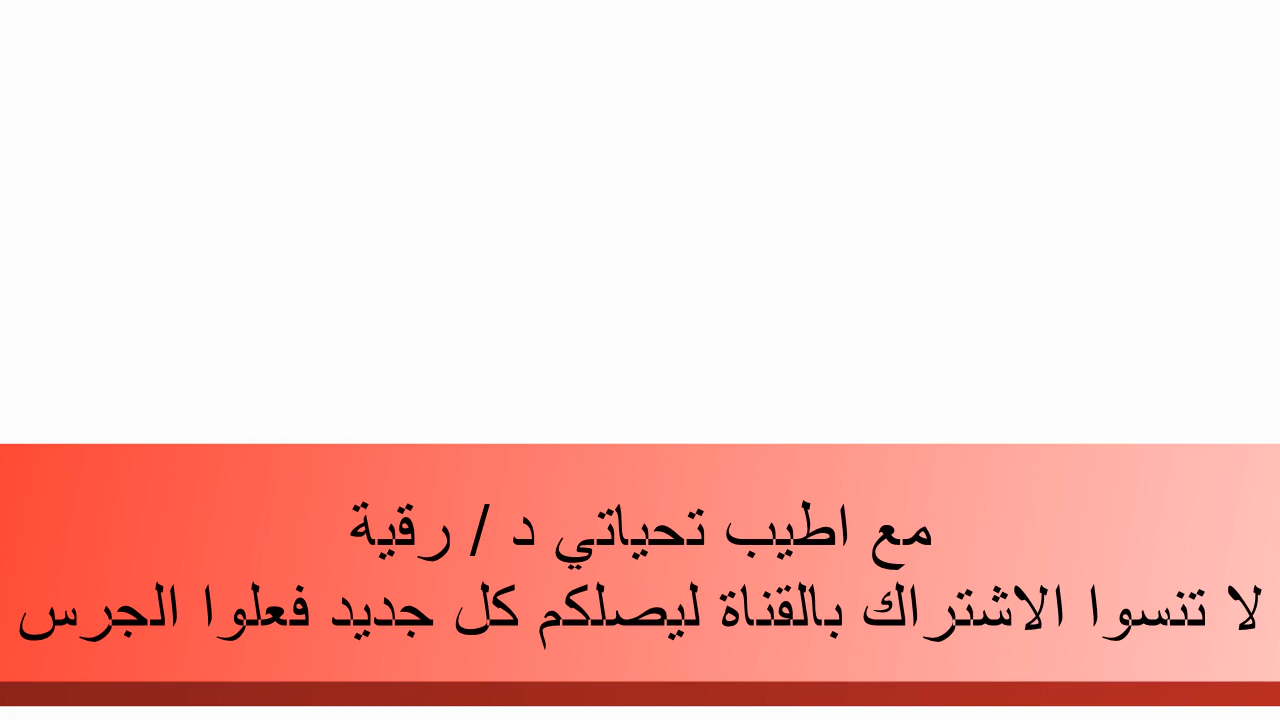 مع اطيب تحياتي د / رقية
لا تنسوا الاشتراك بالقناة ليصلكم كل جديد فعلوا الجرس